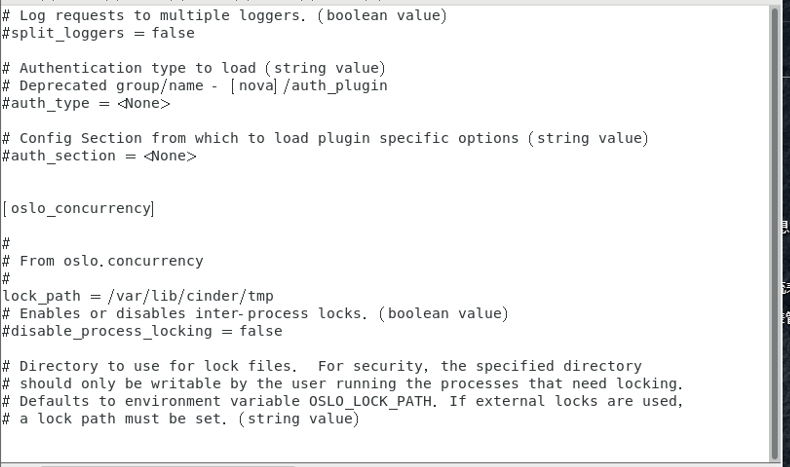 # Log requests to multiple loggers. (boolean value)
#split_loggers = false
# Authentication type to load (string value)
# Deprecated group/name - [nova]/auth_plugin
#auth_type = <None>
# Config Section from which to load plugin specific options (string value)
#auth_section = <None>
[oslo_concurrency]
#
# From oslo.concurrency
#
lock_path = /var/lib/cinder/tmp
# Enables or disables inter-process locks. (boolean value)
#disable_process_locking = false
# Directory to use for lock files.  For security, the specified directory
# should only be writable by the user running the processes that need locking.
# Defaults to environment variable OSLO_LOCK_PATH. If external locks are used,
# a lock path must be set. (string value)